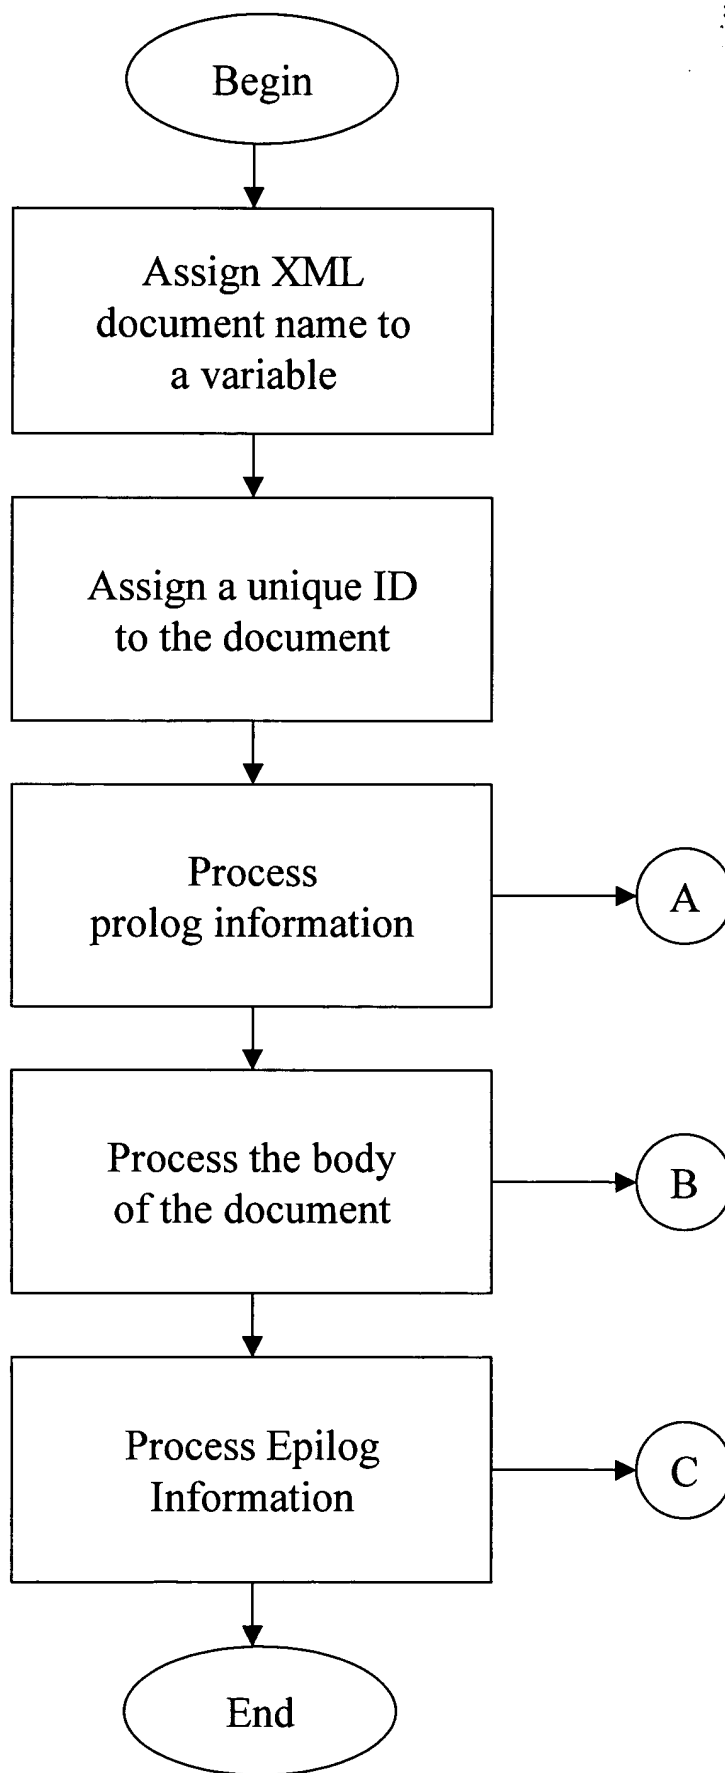 Begin
Assign XML
document name to
a variable
Assign a unique ID
to the document
Process
prolog information
A
Process the body
of the document
B
Process Epilog
Information
C
End